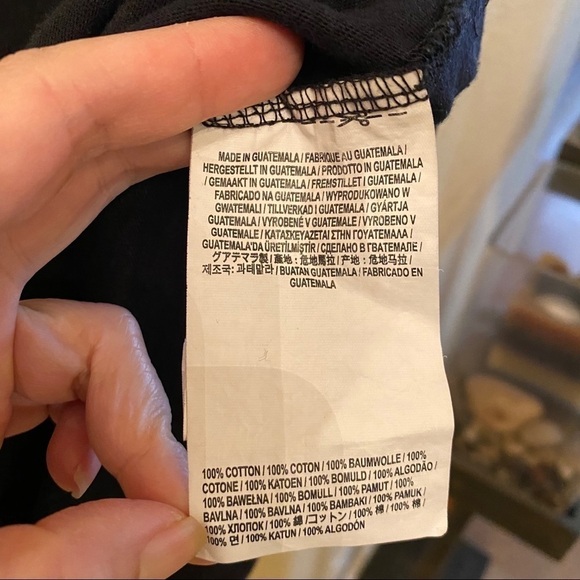 MADE IN GUATEMALA / FABRIQUE AU GUATEMALA /
HERGESTELLT IN GUATEMALA / PRODOTTO IN GUATEMALA
/ GEMAAKT IN GUATEMALA / FREMSTILLET I GUATEMALA /
FABRICADO NA GUATEMALA / WYPRODUKOWANO W
GWATEMALI / TILLVERKAD I GUATEMALA / GYÁRTJA
GUATEMALA / VYROBENÉ V GUATEMALE / VYROBENO V
GUATEMALE / ΚΑΤΑΣΚΕΥΑΖΕΤΑΙ ΣΤΗΝ ΓΟΥΑΤΕΜΑΛΑ /
GUATEMALA'DA ÜRETİLMİŞTİR / СДЕЛАНО В ГВАТЕМАЛЕ /
グアテマラ製 / 產地 : 危地馬拉 / 产地 : 危地马拉 /
제조국: 과테말라 / BUATAN GUATEMALA / FABRICADO EN
GUATEMALA
100% COTTON / 100% COTON / 100% BAUMWOLLE / 100%
COTONE / 100% KATOEN / 100% BOMULD / 100% ALGODÃO
/ 100% BAWEŁNA / 100% BOMULL / 100% PAMUT / 100%
BAVLNA / 100% BAVLNA / 100% ΒΑΜΒΑΚΙ / 100% PAMUK /
100% ХЛОПОК / 100% 綿 /コットン / 100% 棉 / 100% 棉 /
100% 면 / 100% KATUN / 100% ALGODÓN